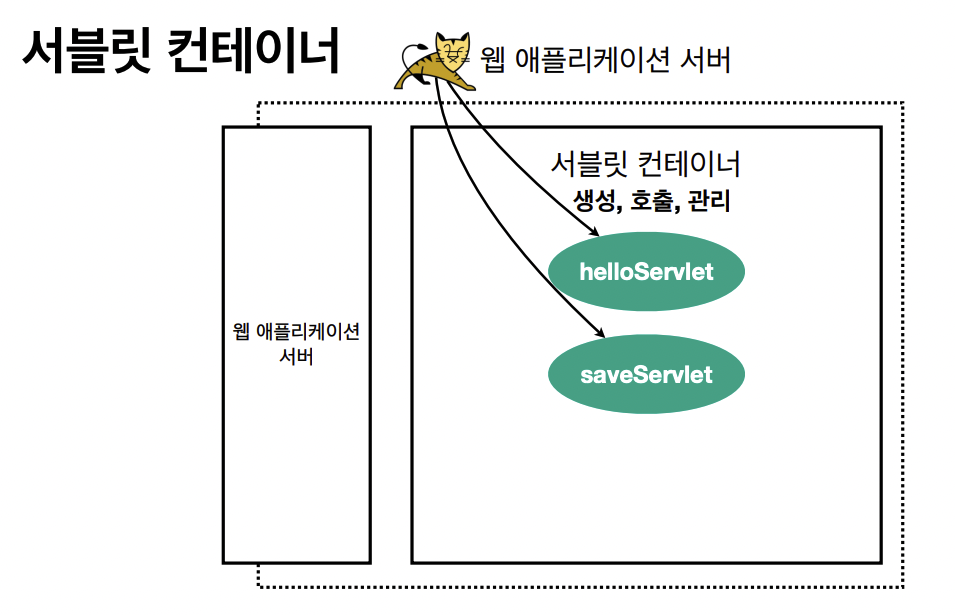 서블릿 컨테이너
웹 애플리케이션 서버
서블릿 컨테이너
생성, 호출, 관리
helloServlet
웹 애플리케이션
서버
saveServlet